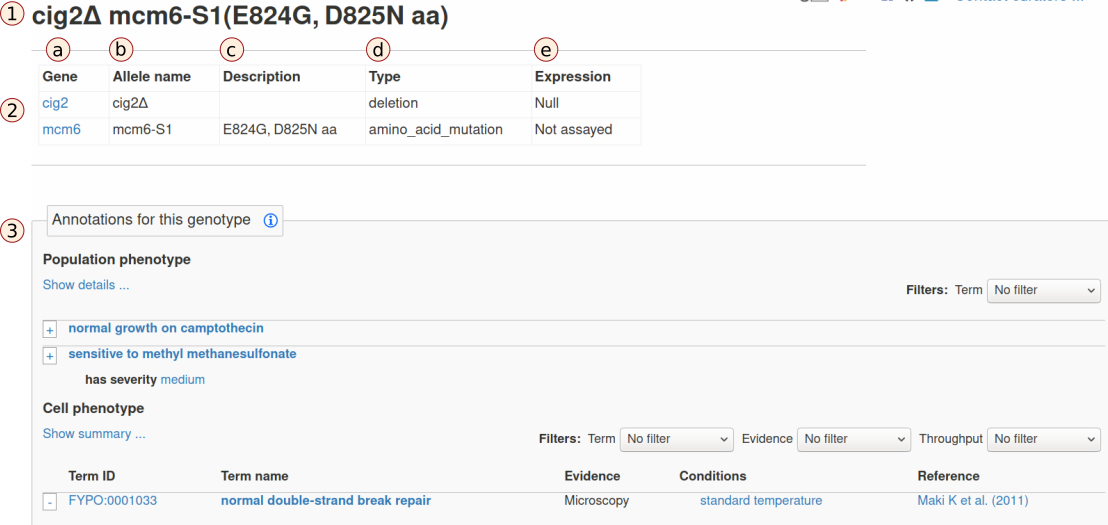 1 cig2Δ mcm6-S1(E824G, D825N aa)
a b c d e
Gene Allele name Description Type Expression
2
cig2 cig2Δ deletion Null
mcm6 mcm6-S1 E824G, D825N aa amino_acid_mutation Not assayed
3 Annotations for this genotype
Population phenotype
Show details ...
Filters: Term No filter
+ normal growth on camptothecin
+ sensitive to methyl methanesulfonate
has severity medium
Cell phenotype
Show summary ...
Filters: Term No filter Evidence No filter Throughput No filter
Term ID Term name Evidence Conditions Reference
- FYPO:0001033 normal double-strand break repair Microscopy standard temperature Maki K et al. (2011)